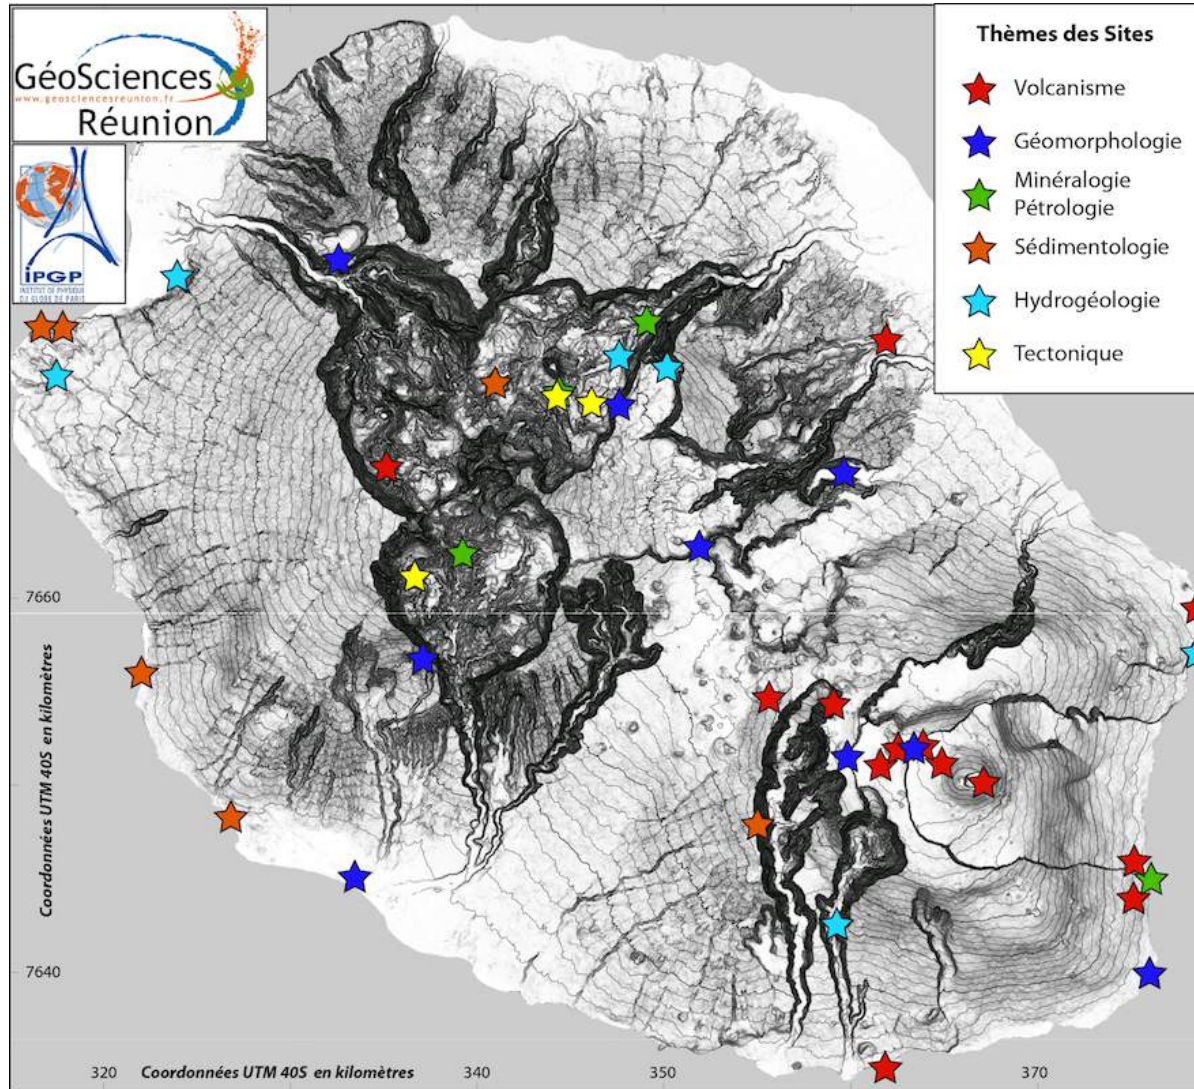 GéoSciences
www.geosciencesreunion.fr
Réunion
iPGP
INSTITUT DE PHYSIQUE
DU GLOBE DE PARIS
Thèmes des Sites
Volcanisme
Géomorphologie
Minéralogie
Pétrologie
Sédimentologie
Hydrogéologie
Tectonique
7660
Coordonnées UTM 40S en kilomètres
7640
320
Coordonnées UTM 40S en kilomètres
340
350
370